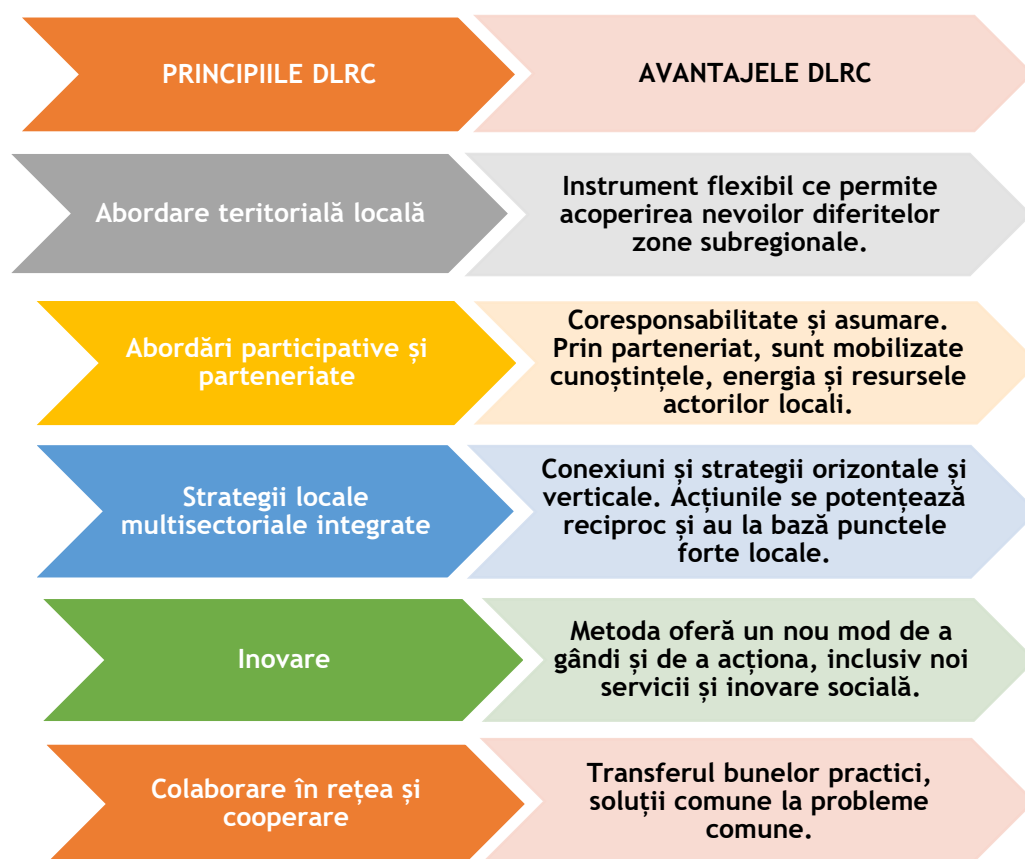 PRINCIPIILE DLRC
AVANTAJELE DLRC
Abordare teritorială locală
Instrument flexibil ce permite
acoperirea nevoilor diferitelor
zone subregionale.
Abordări participative și
parteneriate
Coresponsabilitate și asumare.
Prin parteneriat, sunt mobilizate
cunoștințele, energia și resursele
actorilor locali.
Strategii locale
multisectoriale integrate
Conexiuni și strategii orizontale și
verticale. Acțiunile se potențează
reciproc și au la bază punctele
forte locale.
Inovare
Metoda oferă un nou mod de a
gândi și de a acționa, inclusiv noi
servicii și inovare socială.
Colaborare în rețea și
cooperare
Transferul bunelor practici,
soluții comune la probleme
comune.